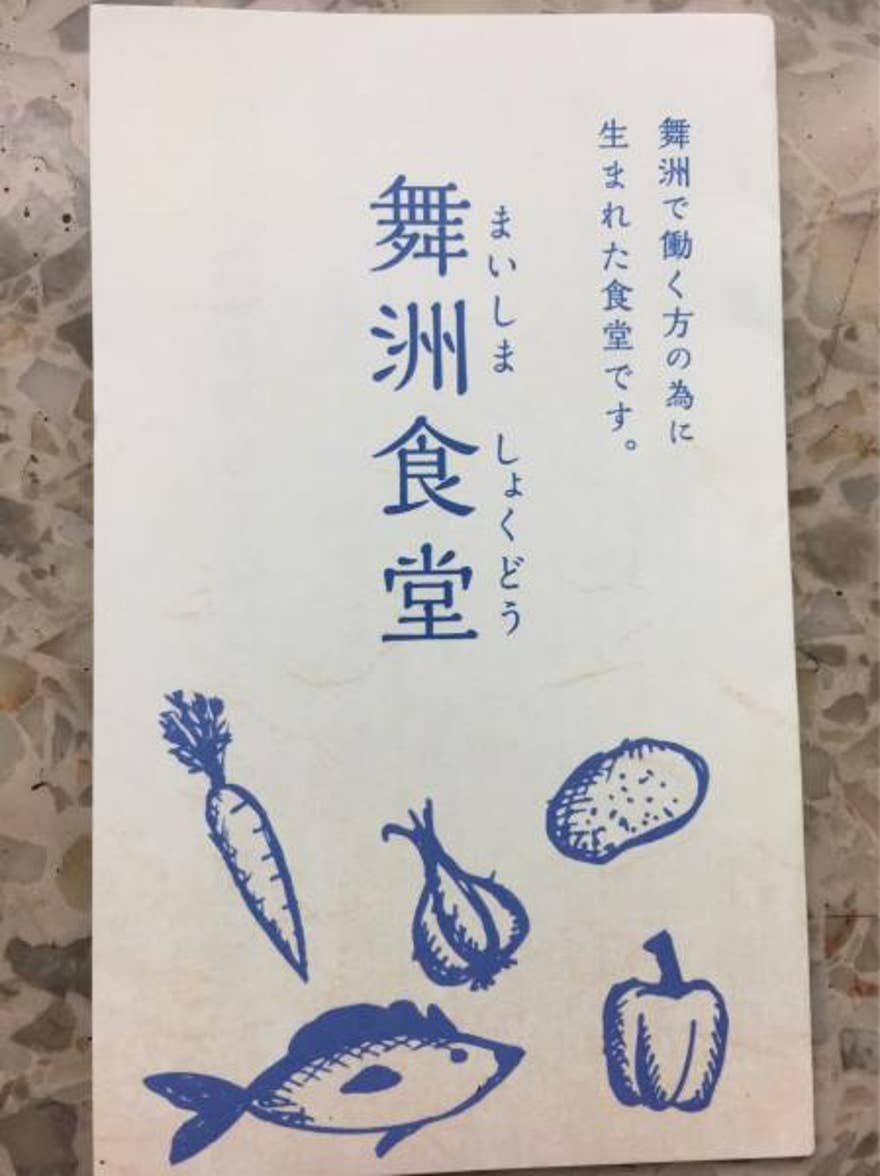 舞洲で働く方の為に
生まれた食堂です。
まいしま しょくどう
舞洲食堂